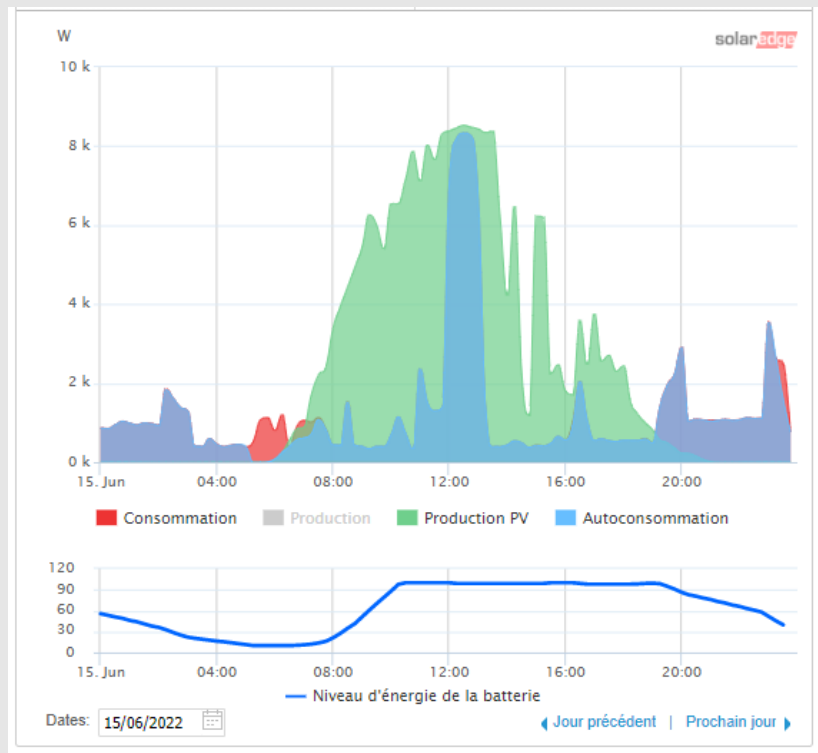 W
solaredge
10 k
8 k
6 k
4 k
2 k
0 k
15. Jun 04:00 08:00 12:00 16:00 20:00
Consommation Production Production PV Autoconsommation
120
90
60
30
0
15. Jun 04:00 08:00 12:00 16:00 20:00
Niveau d'énergie de la batterie
Dates: 15/06/2022 Jour précédent | Prochain jour